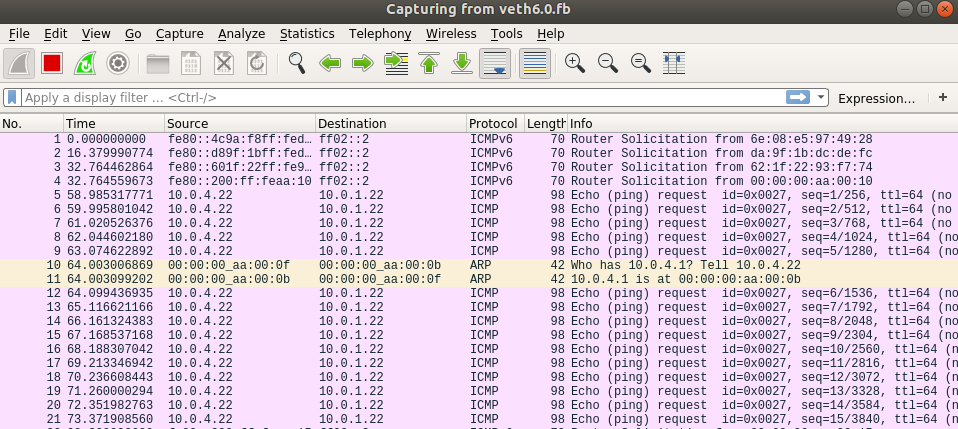 Capturing from veth6.0.fb
File Edit View Go Capture Analyze Statistics Telephony Wireless Tools Help
Apply a display filter ... <Ctrl-/> Expression... +
No. Time Source Destination Protocol Length Info
1 0.000000000 fe80::4c9a:f8ff:fed... ff02::2 ICMPv6 70 Router Solicitation from 6e:08:e5:97:49:28
2 16.379990774 fe80::d89f:1bff:fed... ff02::2 ICMPv6 70 Router Solicitation from da:9f:1b:dc:de:fc
3 32.764462864 fe80::601f:22ff:fe9... ff02::2 ICMPv6 70 Router Solicitation from 62:1f:22:93:f7:74
4 32.764559673 fe80::200:ff:feaa:10 ff02::2 ICMPv6 70 Router Solicitation from 00:00:00:aa:00:10
5 58.985317771 10.0.4.22 10.0.1.22 ICMP 98 Echo (ping) request id=0x0027, seq=1/256, ttl=64 (no
6 59.995801042 10.0.4.22 10.0.1.22 ICMP 98 Echo (ping) request id=0x0027, seq=2/512, ttl=64 (no
7 61.020526376 10.0.4.22 10.0.1.22 ICMP 98 Echo (ping) request id=0x0027, seq=3/768, ttl=64 (no
8 62.044602180 10.0.4.22 10.0.1.22 ICMP 98 Echo (ping) request id=0x0027, seq=4/1024, ttl=64 (n
9 63.074622892 10.0.4.22 10.0.1.22 ICMP 98 Echo (ping) request id=0x0027, seq=5/1280, ttl=64 (n
10 64.003006869 00:00:00_aa:00:0f 00:00:00_aa:00:0b ARP 42 Who has 10.0.4.1? Tell 10.0.4.22
11 64.003099202 00:00:00_aa:00:0b 00:00:00_aa:00:0f ARP 42 10.0.4.1 is at 00:00:00:aa:00:0b
12 64.099436935 10.0.4.22 10.0.1.22 ICMP 98 Echo (ping) request id=0x0027, seq=6/1536, ttl=64 (n
13 65.116621166 10.0.4.22 10.0.1.22 ICMP 98 Echo (ping) request id=0x0027, seq=7/1792, ttl=64 (n
14 66.161324383 10.0.4.22 10.0.1.22 ICMP 98 Echo (ping) request id=0x0027, seq=8/2048, ttl=64 (n
15 67.168537168 10.0.4.22 10.0.1.22 ICMP 98 Echo (ping) request id=0x0027, seq=9/2304, ttl=64 (n
16 68.188307042 10.0.4.22 10.0.1.22 ICMP 98 Echo (ping) request id=0x0027, seq=10/2560, ttl=64 (
17 69.213346942 10.0.4.22 10.0.1.22 ICMP 98 Echo (ping) request id=0x0027, seq=11/2816, ttl=64 (
18 70.236608443 10.0.4.22 10.0.1.22 ICMP 98 Echo (ping) request id=0x0027, seq=12/3072, ttl=64 (
19 71.260000294 10.0.4.22 10.0.1.22 ICMP 98 Echo (ping) request id=0x0027, seq=13/3328, ttl=64 (
20 72.351982763 10.0.4.22 10.0.1.22 ICMP 98 Echo (ping) request id=0x0027, seq=14/3584, ttl=64 (
21 73.371908560 10.0.4.22 10.0.1.22 ICMP 98 Echo (ping) request id=0x0027, seq=15/3840, ttl=64 (